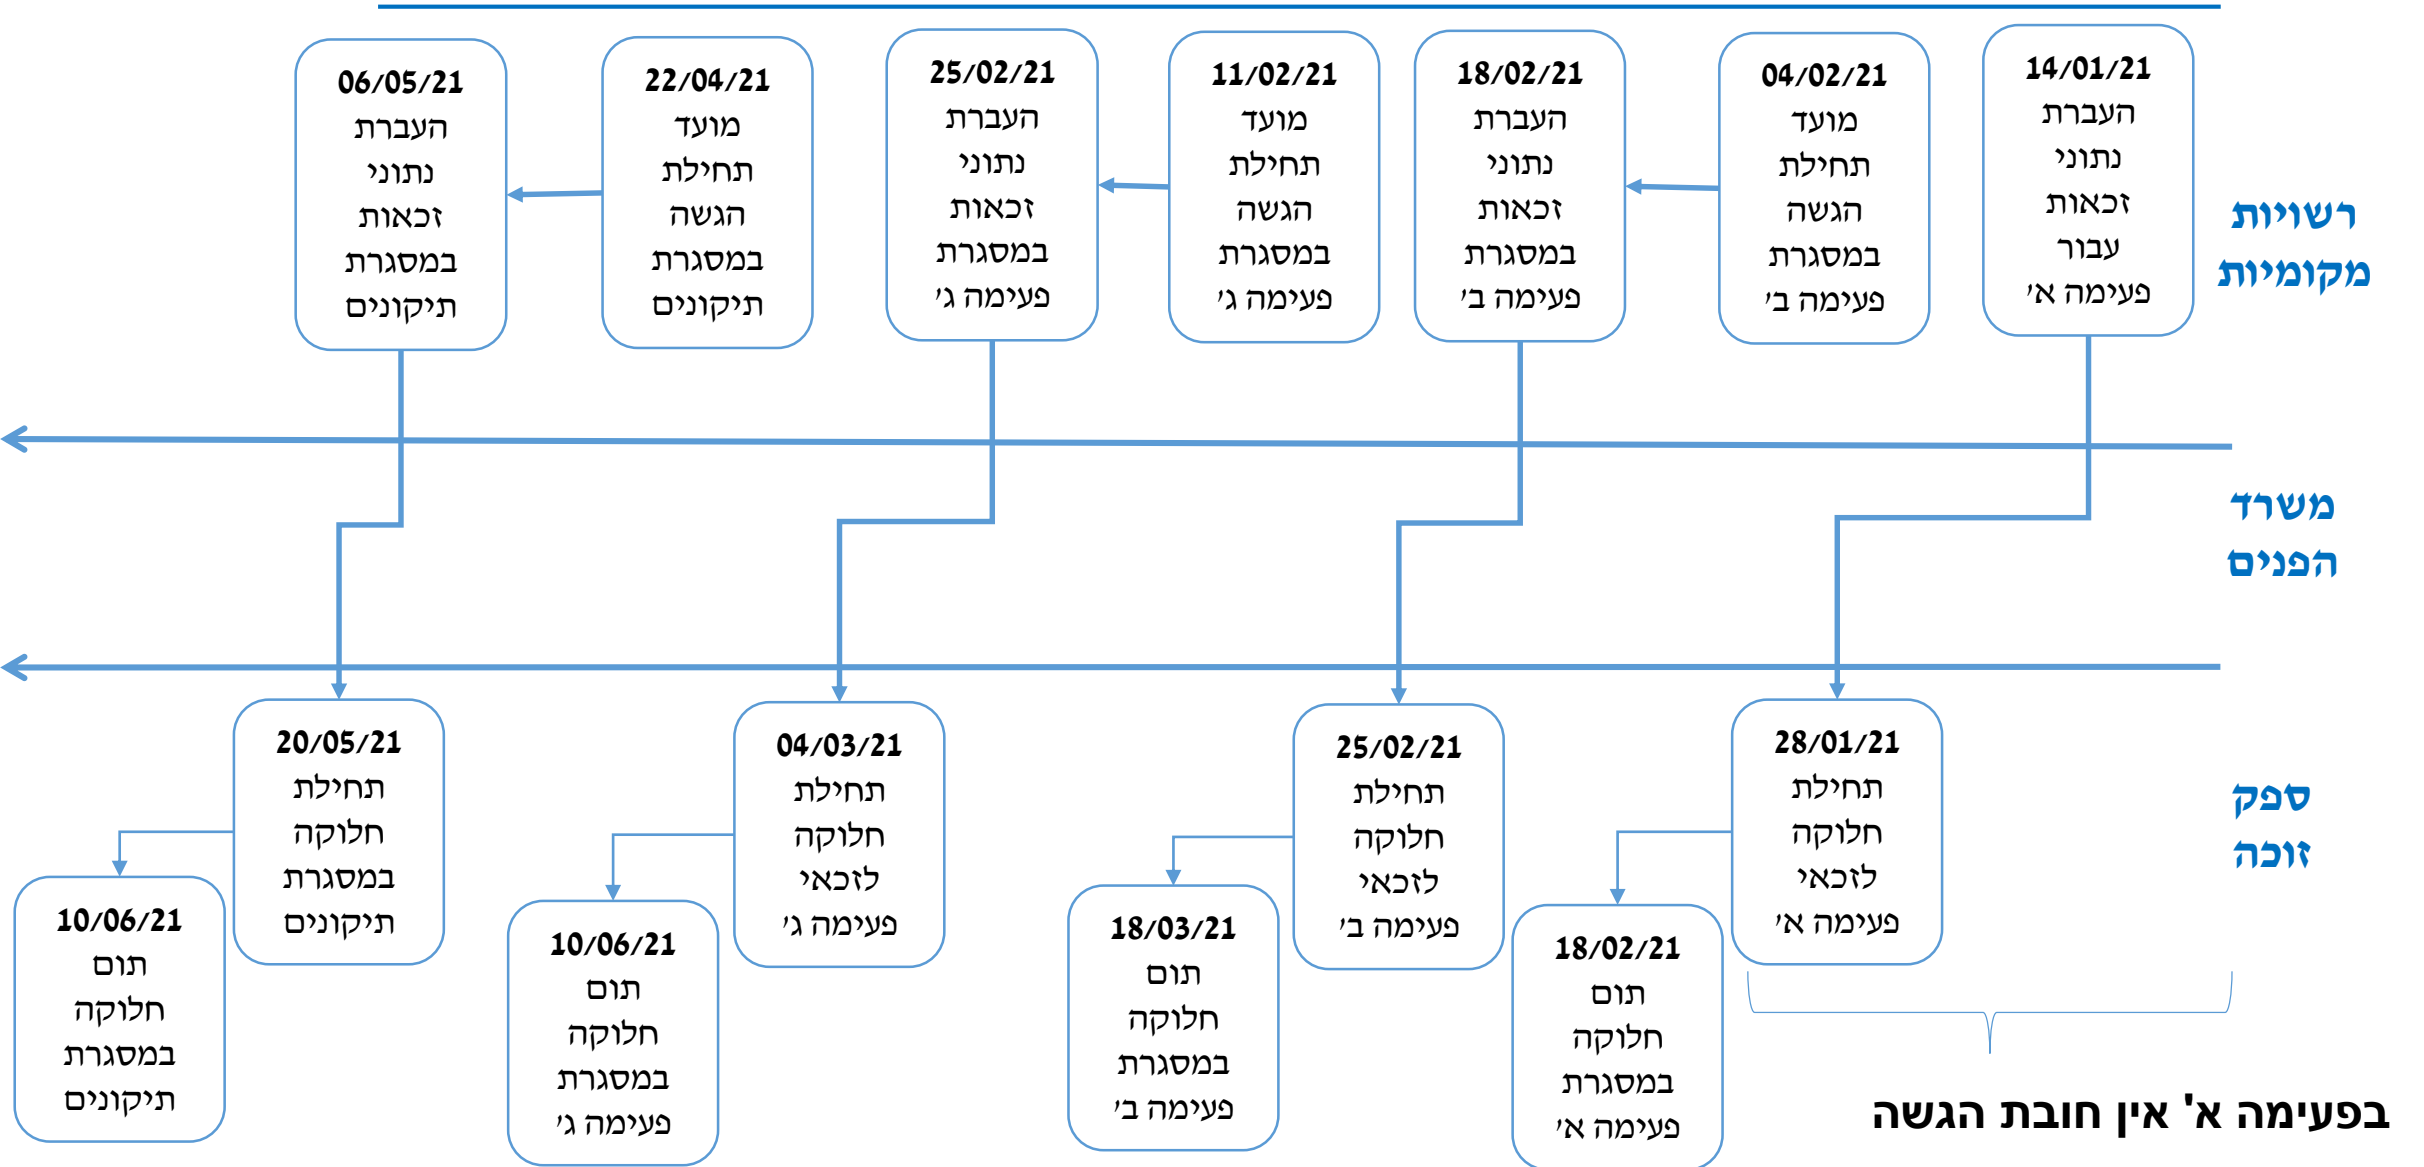 14/01/21
העברת
נתוני
זכאות
עבור
פעימה א'
04/02/21
מועד
תחילת
הגשה
במסגרת
פעימה ב'
18/02/21
העברת
נתוני
זכאות
במסגרת
פעימה ב'
11/02/21
מועד
תחילת
הגשה
במסגרת
פעימה ג'
25/02/21
העברת
נתוני
זכאות
במסגרת
פעימה ג'
22/04/21
מועד
תחילת
הגשה
במסגרת
תיקונים
06/05/21
העברת
נתוני
זכאות
במסגרת
תיקונים
רשויות
מקומיות
משרד
הפנים
ספק
זוכה
28/01/21
תחילת
חלוקה
לזכאי
פעימה א'
18/02/21
תום
חלוקה
במסגרת
פעימה א'
25/02/21
תחילת
חלוקה
לזכאי
פעימה ב'
18/03/21
תום
חלוקה
במסגרת
פעימה ב'
04/03/21
תחילת
חלוקה
לזכאי
פעימה ג'
10/06/21
תום
חלוקה
במסגרת
פעימה ג'
20/05/21
תחילת
חלוקה
במסגרת
תיקונים
10/06/21
תום
חלוקה
במסגרת
תיקונים
בפעימה א' אין חובת הגשה